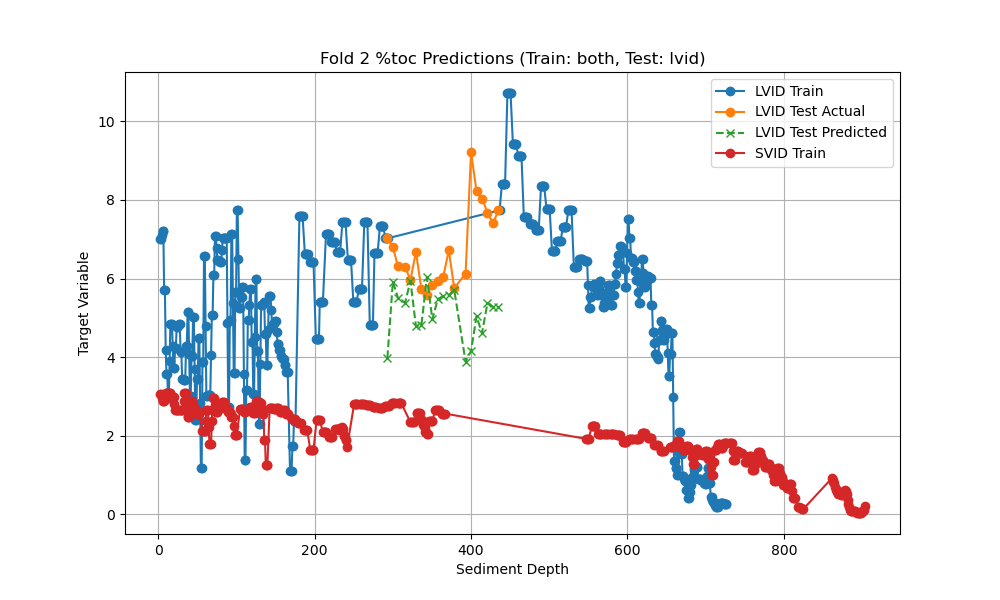 Fold 2 %toc Predictions (Train: both, Test: lvid)
LVID Train
LVID Test Actual
LVID Test Predicted
SVID Train
Target Variable
10
8
6
4
2
0
0 200 400 600 800
Sediment Depth